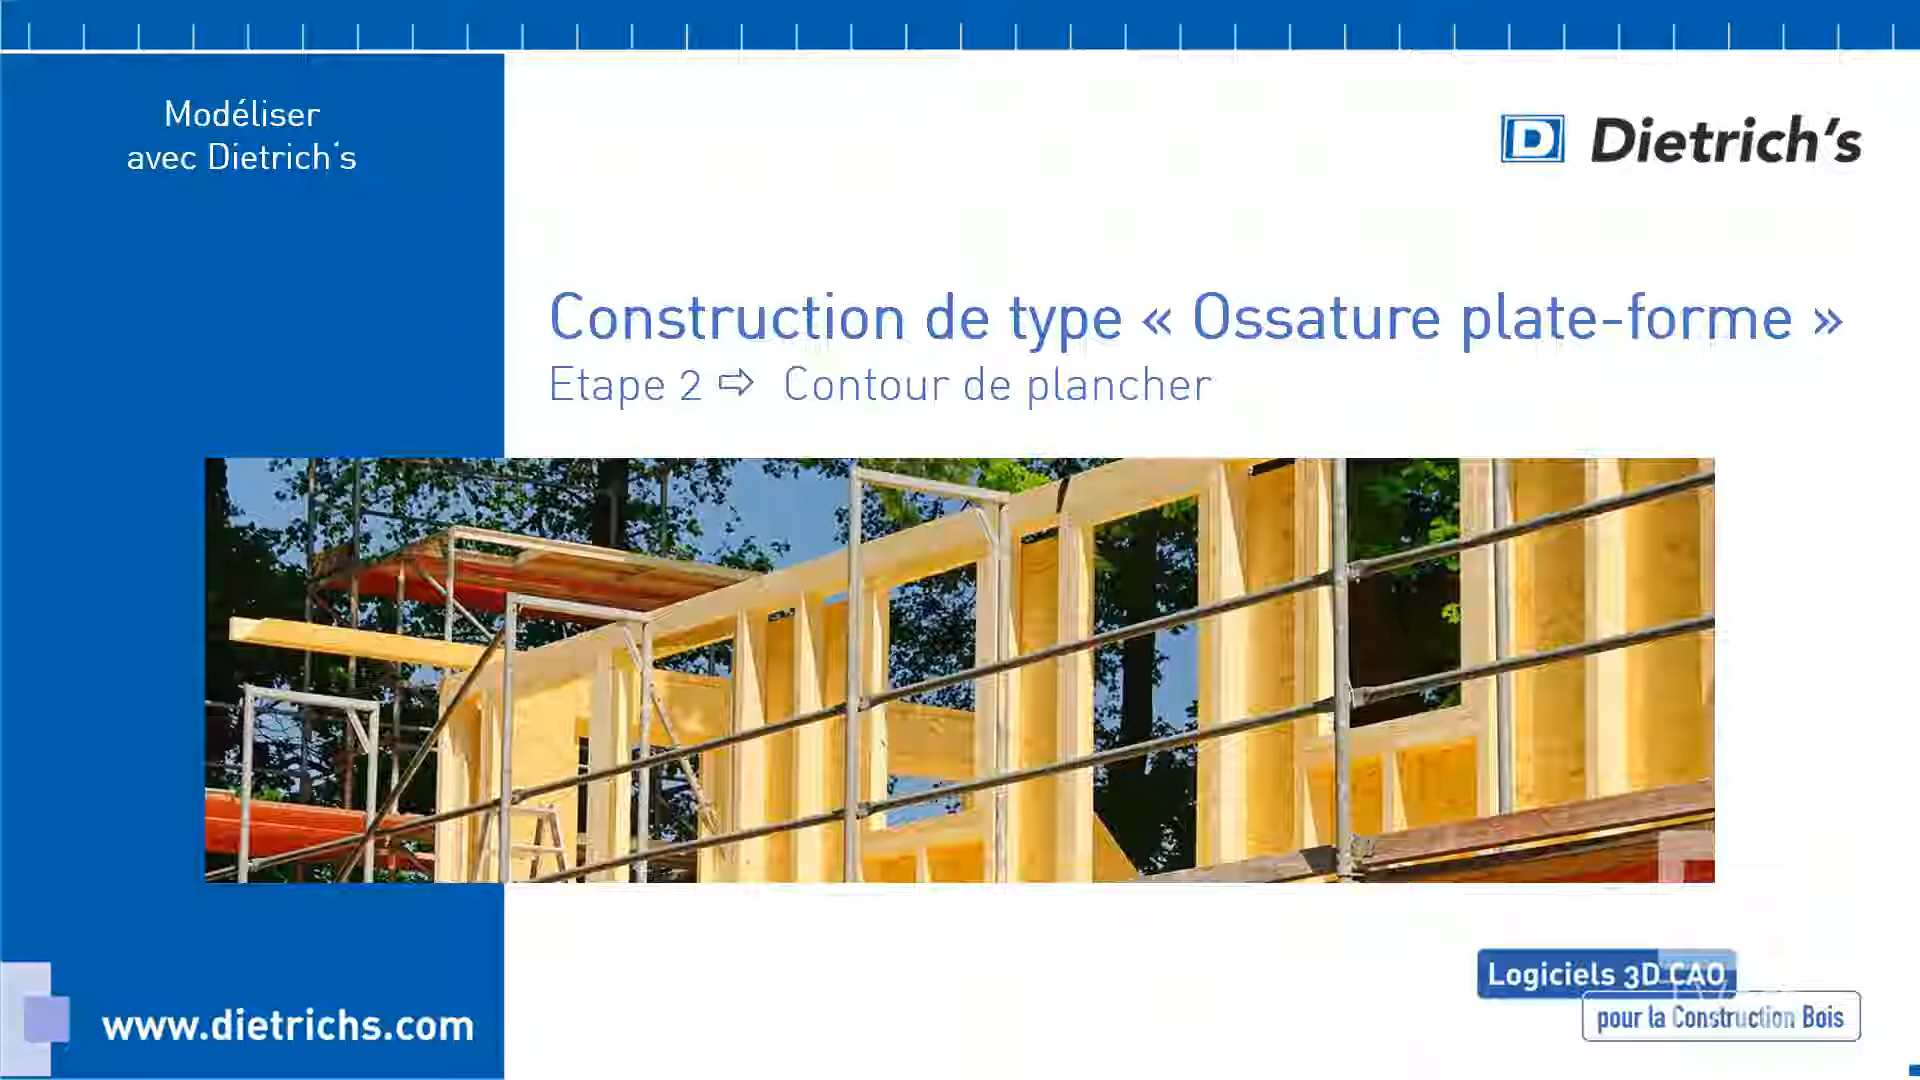 Modéliser
avec Dietrich's
Dietrich's
Construction de type « Ossature plate-forme »
Etape 2 ⇨ Contour de plancher
www.dietrichs.com
Logiciels 3D CAO
pour la Construction Bois